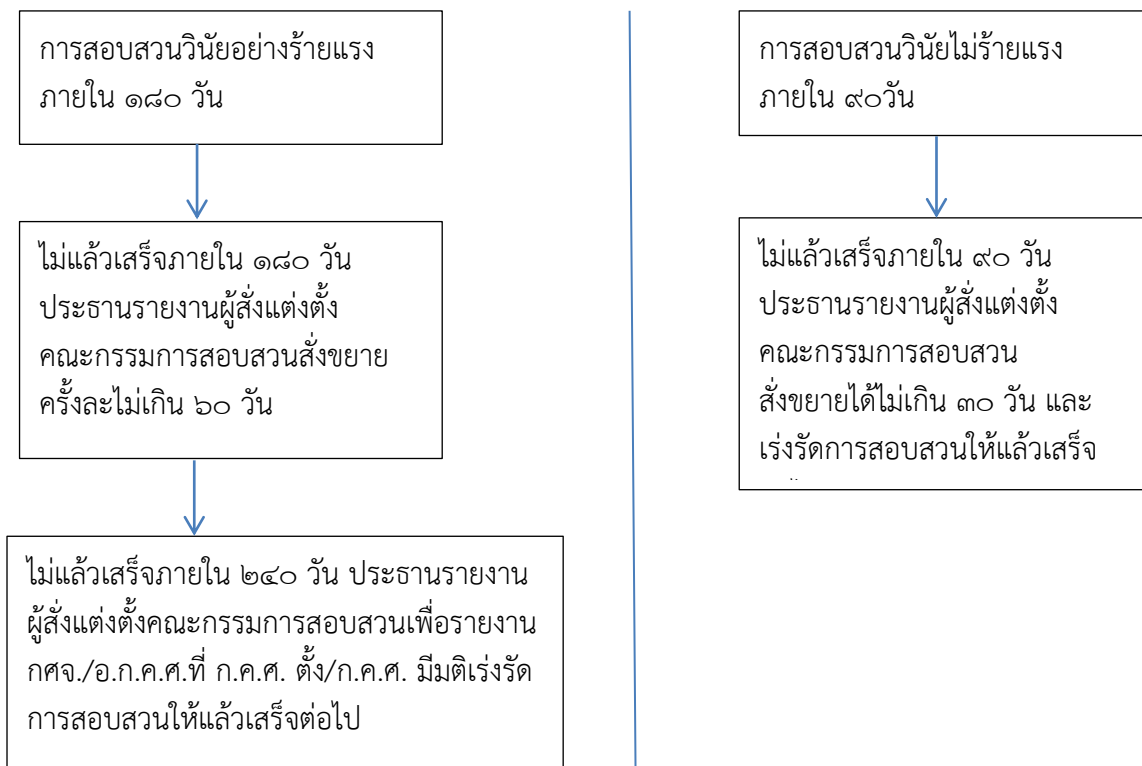 การสอบสวนวินัยอย่างร้ายแรง
ภายใน ๑๘๐ วัน
ไม่แล้วเสร็จภายใน ๑๘๐ วัน
ประธานรายงานผู้สั่งแต่งตั้ง
คณะกรรมการสอบสวนสั่งขยาย
ครั้งละไม่เกิน ๖๐ วัน
ไม่แล้วเสร็จภายใน ๒๔๐ วัน ประธานรายงาน
ผู้สั่งแต่งตั้งคณะกรรมการสอบสวนเพื่อรายงาน
กศจ./อ.ก.ค.ศ.ที่ ก.ค.ศ. ตั้ง/ก.ค.ศ. มีมติเร่งรัด
การสอบสวนให้แล้วเสร็จต่อไป
การสอบสวนวินัยไม่ร้ายแรง
ภายใน ๙๐วัน
ไม่แล้วเสร็จภายใน ๙๐ วัน
ประธานรายงานผู้สั่งแต่งตั้ง
คณะกรรมการสอบสวน
สั่งขยายได้ไม่เกิน ๓๐ วัน และ
เร่งรัดการสอบสวนให้แล้วเสร็จ